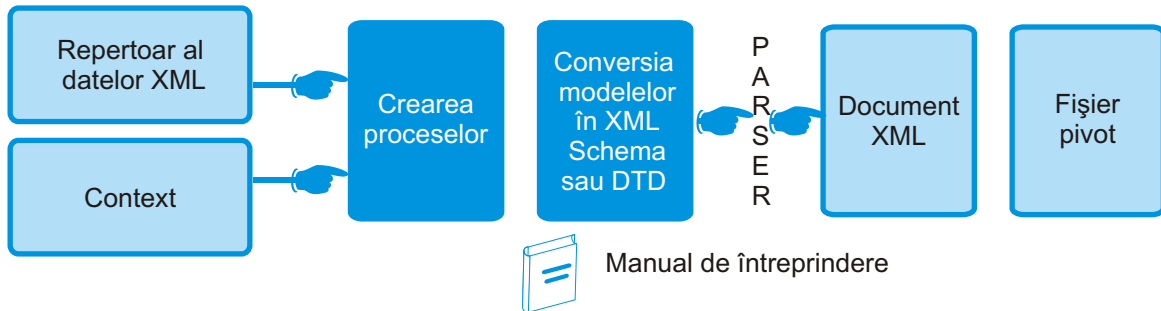 Repertoar al
datelor XML
Context
Crearea
proceselor
Conversia
modelelor
în XML
Schema
sau DTD
P
A
R
S
E
R
Document
XML
Fişier
pivot
Manual de întreprindere